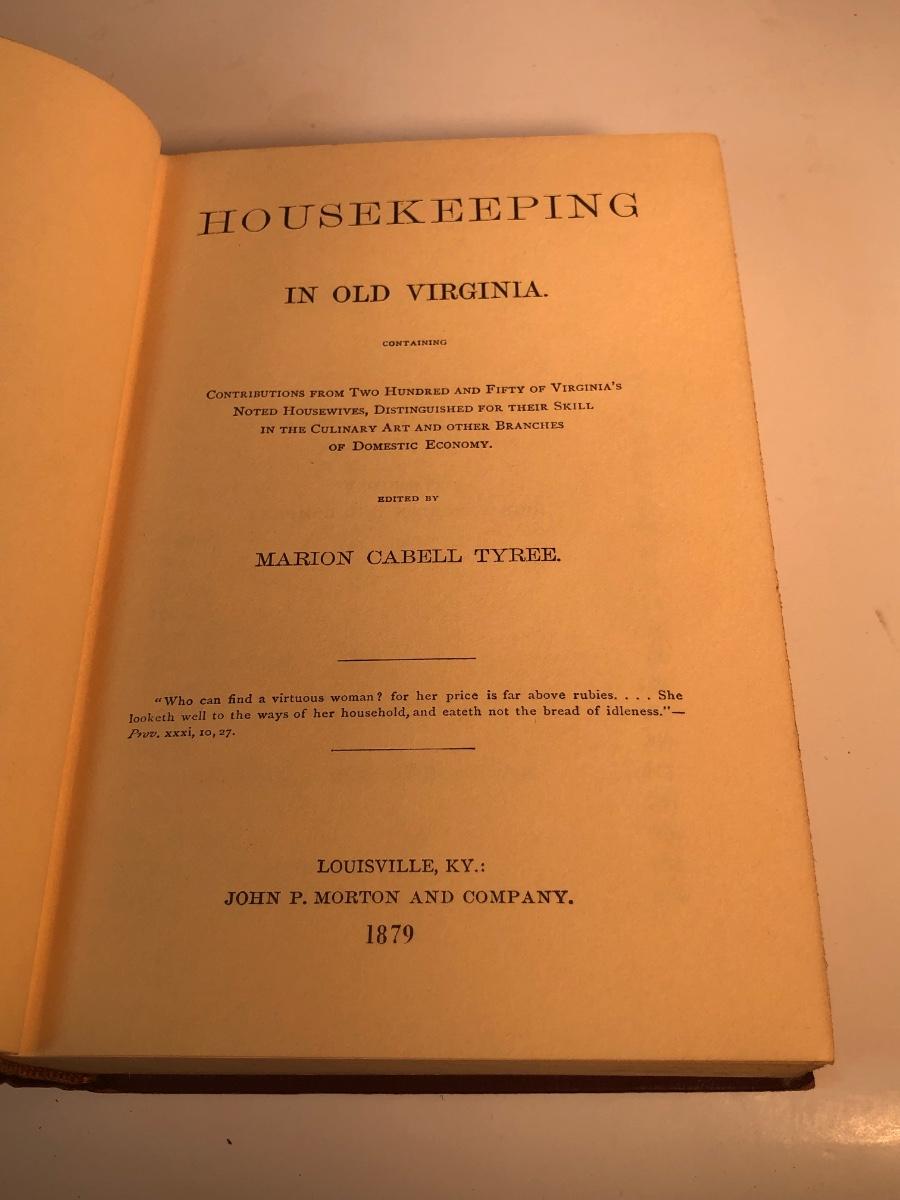 HOUSEKEEPING
IN OLD VIRGINIA.
CONTAINING
CONTRIBUTIONS FROM TWO HUNDRED AND FIFTY OF VIRGINIA'S
NOTED HOUSEWIVES, DISTINGUISHED FOR THEIR SKILL
IN THE CULINARY ART AND OTHER BRANCHES
OF DOMESTIC ECONOMY.
EDITED BY
MARION CABELL TYREE.
"Who can find a virtuous woman? for her price is far above rubies. . . . She
looketh well to the ways of her household, and eateth not the bread of idleness."—
Prov. xxxi, 10, 27.
LOUISVILLE, KY.:
JOHN P. MORTON AND COMPANY.
1879